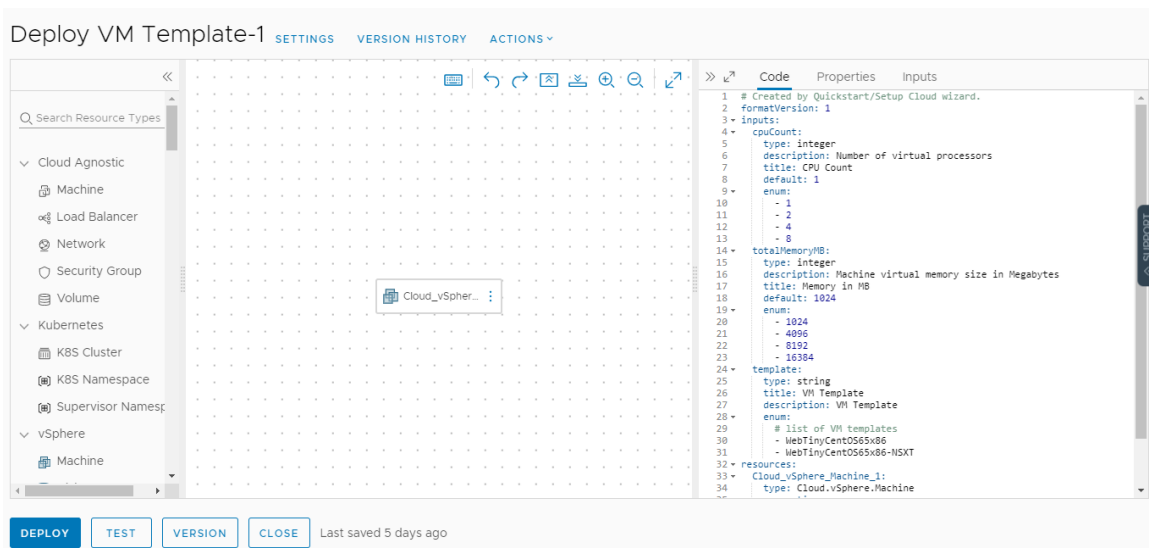 Deploy VM Template-1 SETTINGS VERSION HISTORY ACTIONS
Search Resource Types
Cloud Agnostic
Machine
Load Balancer
Network
Security Group
Volume
Kubernetes
K8S Cluster
K8S Namespace
Supervisor Namesp
vSphere
Machine
Cloud_vSpher...
Code Properties Inputs
1 # Created by Quickstart/Setup Cloud wizard.
2 formatVersion: 1
3 inputs:
4 cpuCount:
5 type: integer
6 description: Number of virtual processors
7 title: CPU Count
8 default: 1
9 enum:
10 - 1
11 - 2
12 - 4
13 - 8
14 totalMemoryMB:
15 type: integer
16 description: Machine virtual memory size in Megabytes
17 title: Memory in MB
18 default: 1024
19 enum:
20 - 1024
21 - 4096
22 - 8192
23 - 16384
24 template:
25 type: string
26 title: VM Template
27 description: VM Template
28 enum:
29 # list of VM templates
30 - WebTinyCentOS65x86
31 - WebTinyCentOS65x86-NSXT
32 resources:
33 Cloud_vSphere_Machine_1:
34 type: Cloud.vSphere.Machine
SUPPORT
DEPLOY TEST VERSION CLOSE Last saved 5 days ago